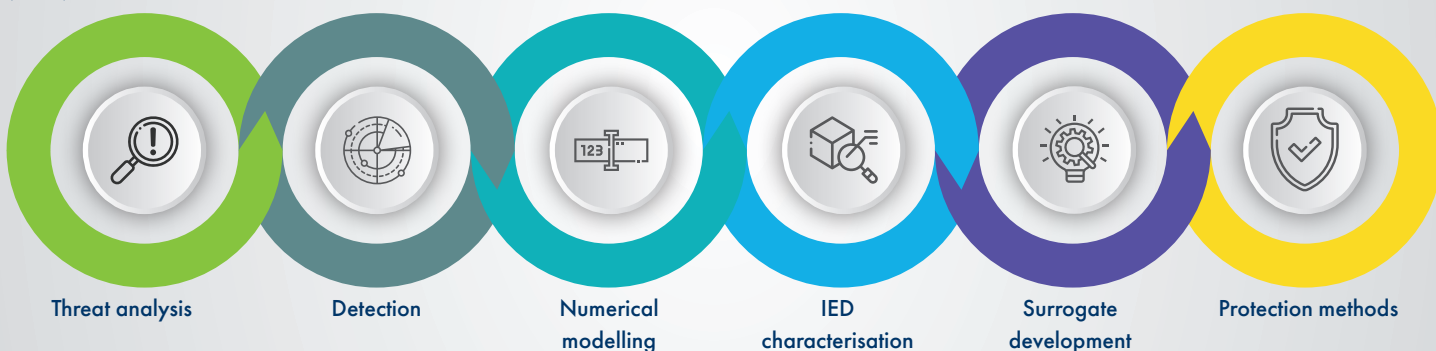 123
Threat analysis
Detection
Numerical
modelling
IED
characterisation
Surrogate
development
Protection methods